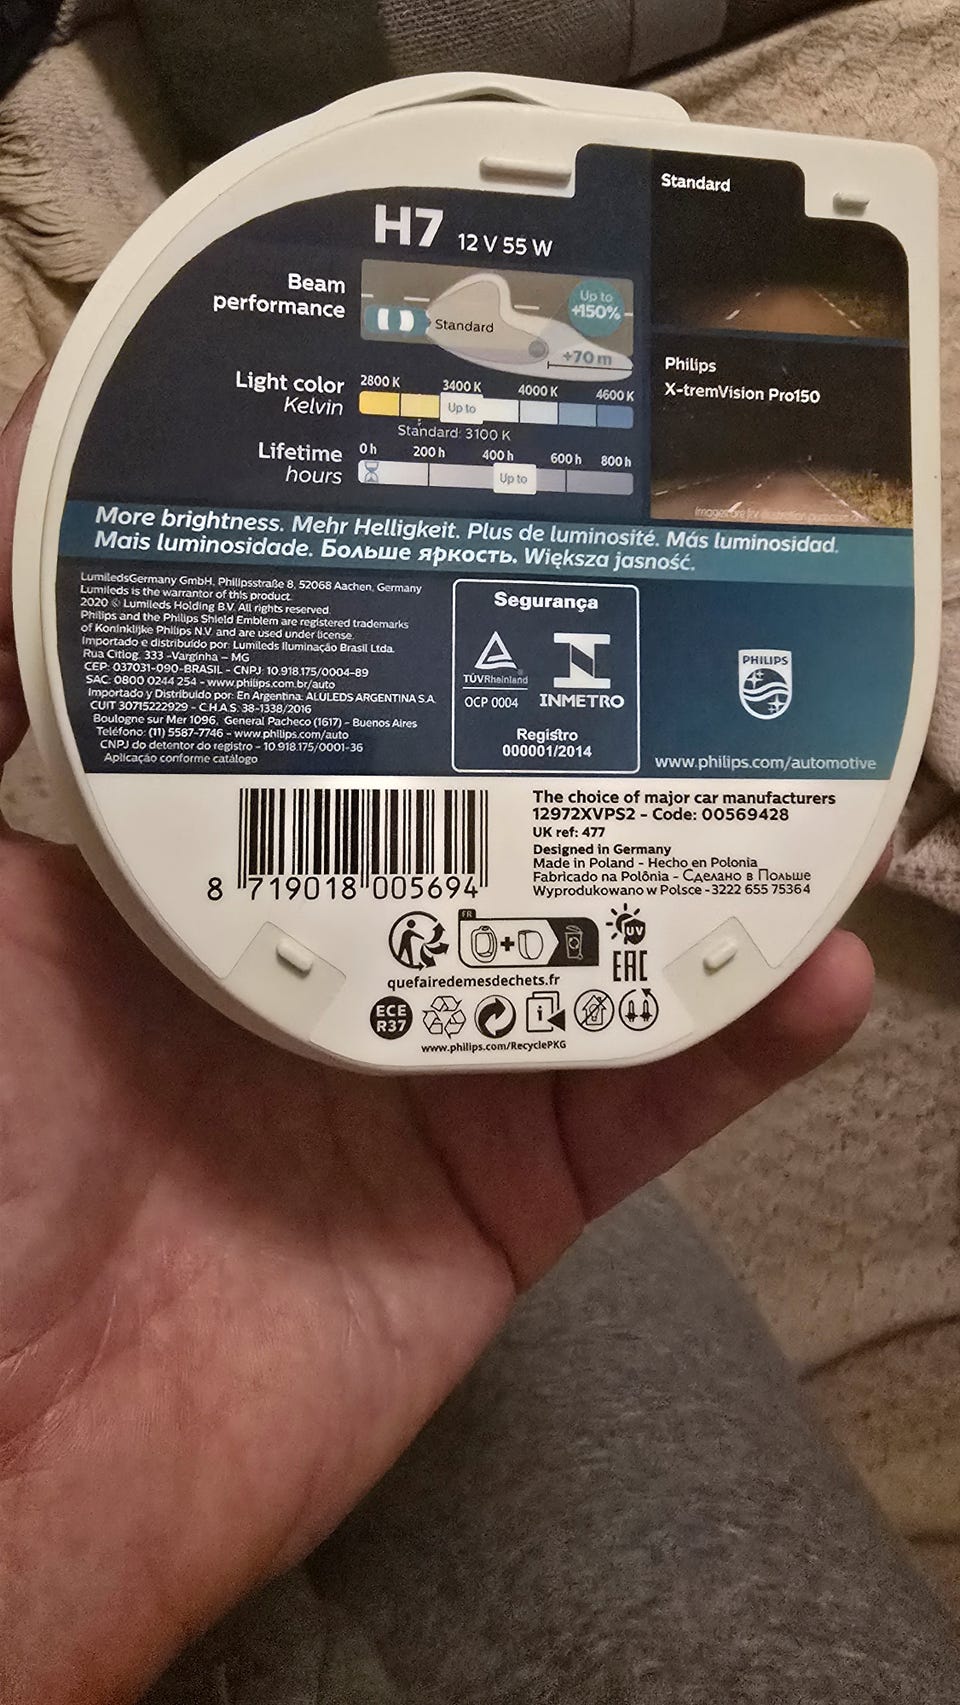 Standard
H7 12 V 55 W
Beam
performance
Standard
Up to
+150%
+70 m
Philips
X-tremVision Pro150
Light color
Kelvin
2800 K 3400 K 4000 K 4600 K
Up to
Standard: 3100 K
Lifetime
hours
0 h 200 h 400 h 600 h 800 h
Up to
Images are for illustration purposes only
More brightness. Mehr Helligkeit. Plus de luminosité. Más luminosidad.
Mais luminosidade. Больше яркость. Większa jasność.
LumiledsGermany GmbH, Philipsstraße 8, 52068 Aachen, Germany
Lumileds is the warrantor of this product.
2020 © Lumileds Holding B.V. All rights reserved.
Philips and the Philips Shield Emblem are registered trademarks
of Koninklijke Philips N.V. and are used under license.
Importado e distribuído por: Lumileds Iluminação Brasil Ltda.
Rua Citlog, 333 -Varginha – MG
CEP: 037031-090-BRASIL - CNPJ: 10.918.175/0004-89
SAC: 0800 0244 254 - www.philips.com.br/auto
Importado y Distribuido por: En Argentina. ALULEDS ARGENTINA S.A.
CUIT 30715222929 - C.H.A.S. 38-1338/2016
Boulogne sur Mer 1096, General Pacheco (1617) - Buenos Aires
Teléfono: (11) 5587-7746 - www.philips.com/auto
CNPJ do detentor do registro - 10.918.175/0001-36
Aplicação conforme catálogo
Segurança
TÜVRheinland
OCP 0004 INMETRO
Registro
000001/2014
PHILIPS
www.philips.com/automotive
8 719018 005694
The choice of major car manufacturers
12972XVPS2 - Code: 00569428
UK ref: 477
Designed in Germany
Made in Poland - Hecho en Polonia
Fabricado na Polônia - Сделано в Польше
Wyprodukowano w Polsce -3222 655 75364
FR
UV
EAC
quefairedemesdechets.fr
ECE
R37
i
www.philips.com/RecyclePKG